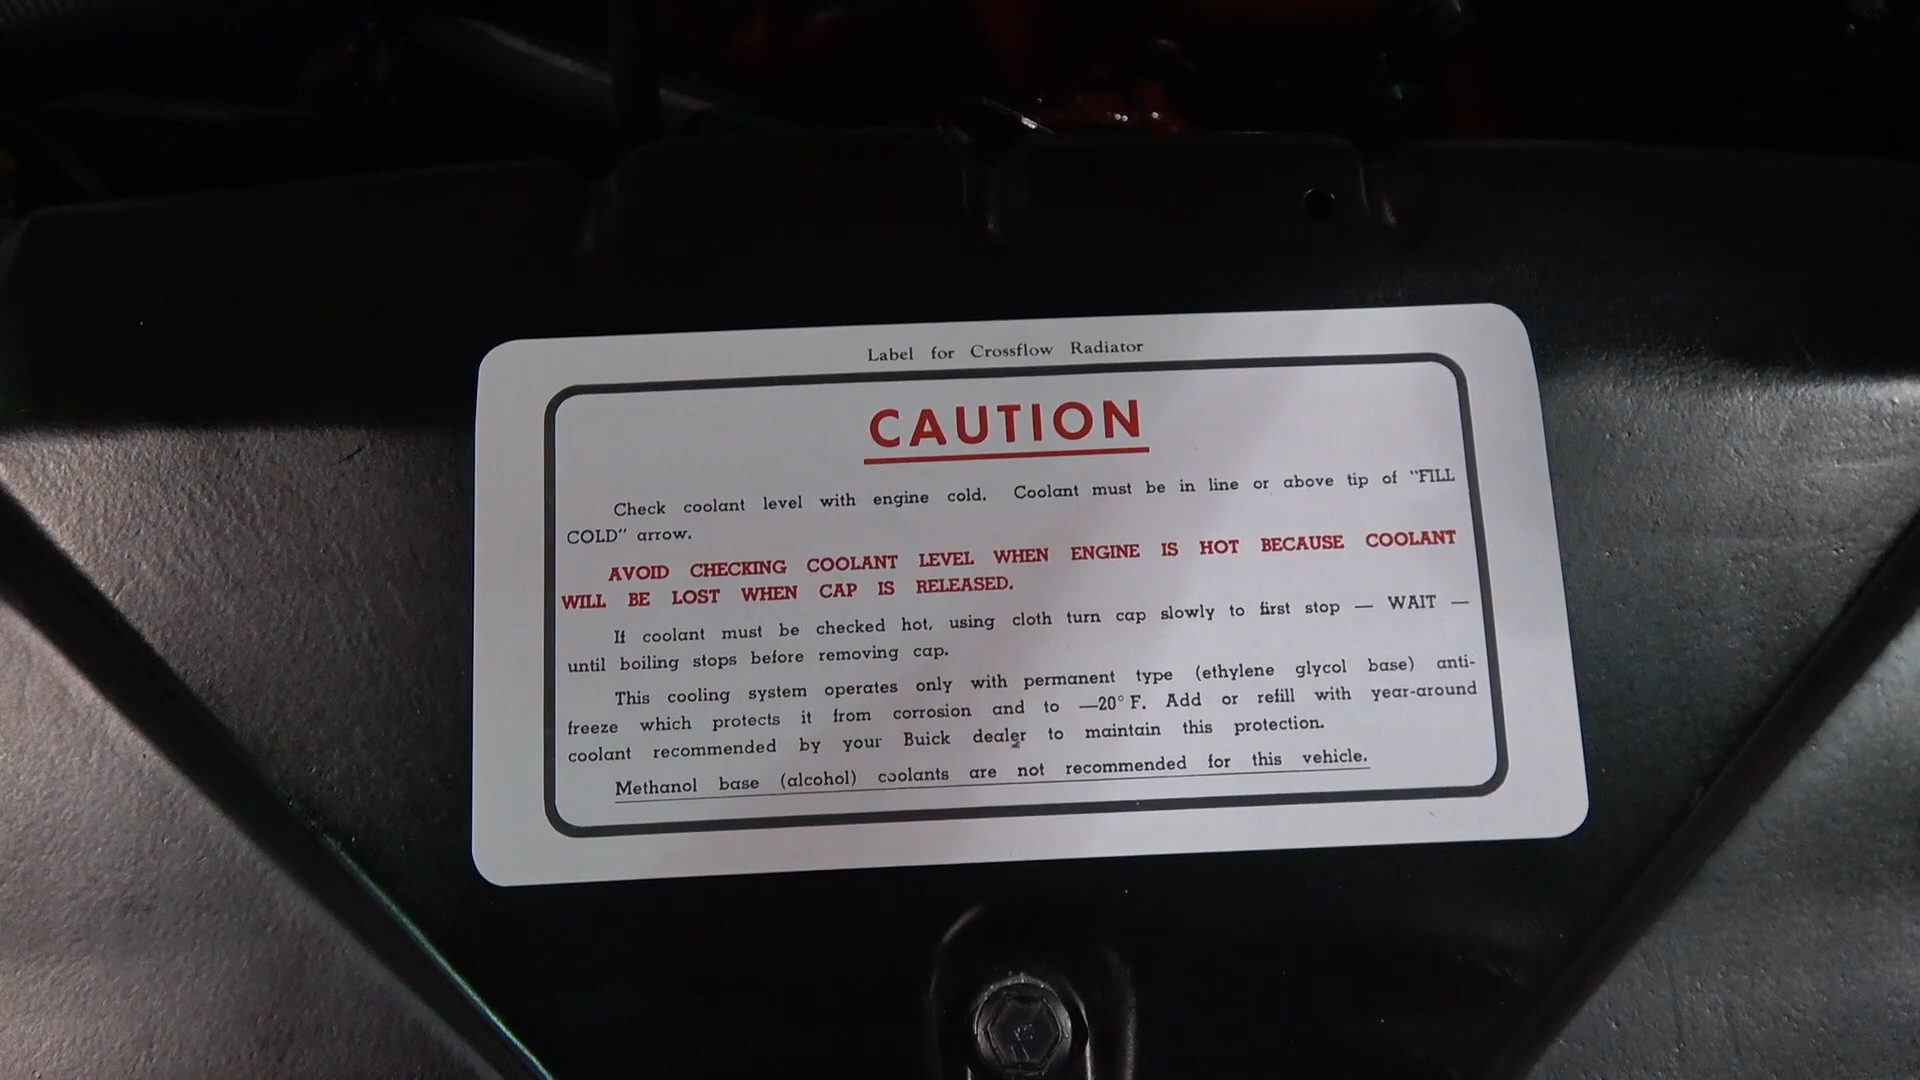 Label for Crossflow Radiator
CAUTION
Check coolant level with engine cold. Coolant must be in line or above tip of "FILL
COLD" arrow.
AVOID CHECKING COOLANT LEVEL WHEN ENGINE IS HOT BECAUSE COOLANT
WILL BE LOST WHEN CAP IS RELEASED.
If coolant must be checked hot, using cloth turn cap slowly to first stop — WAIT —
until boiling stops before removing cap.
This cooling system operates only with permanent type (ethylene glycol base) anti-
freeze which protects it from corrosion and to —20° F. Add or refill with year-around
coolant recommended by your Buick dealer to maintain this protection.
Methanol base (alcohol) coolants are not recommended for this vehicle.